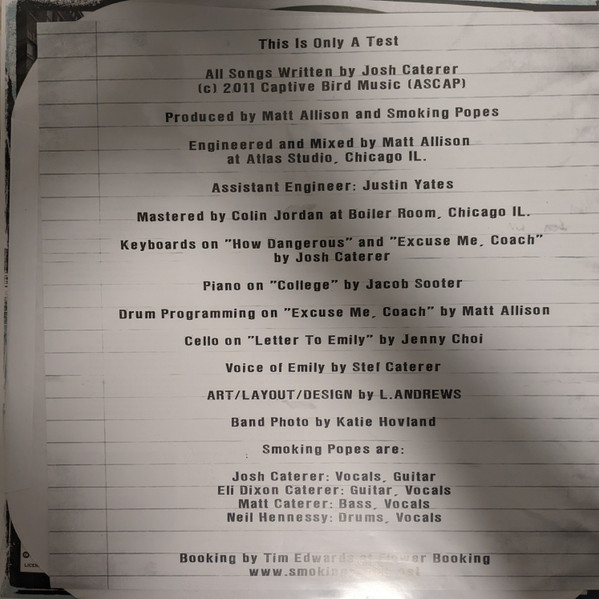 This Is Only A Test
All Songs Written by Josh Caterer
(c) 2011 Captive Bird Music (ASCAP)
Produced by Matt Allison and Smoking Popes
Engineered and Mixed by Matt Allison
at Atlas Studio, Chicago IL.
Assistant Engineer: Justin Yates
Mastered by Colin Jordan at Boiler Room, Chicago IL.
Keyboards on "How Dangerous" and "Excuse Me, Coach"
by Josh Caterer
Piano on "College" by Jacob Sooter
Drum Programming on "Excuse Me, Coach" by Matt Allison
Cello on "Letter To Emily" by Jenny Choi
Voice of Emily by Stef Caterer
ART/LAYOUT/DESIGN by L.ANDREWS
Band Photo by Katie Hovland
Smoking Popes are:
Josh Caterer: Vocals, Guitar
Eli Dixon Caterer: Guitar, Vocals
Matt Caterer: Bass, Vocals
Neil Hennessy: Drums, Vocals
Booking by Tim Edwards at Flower Booking